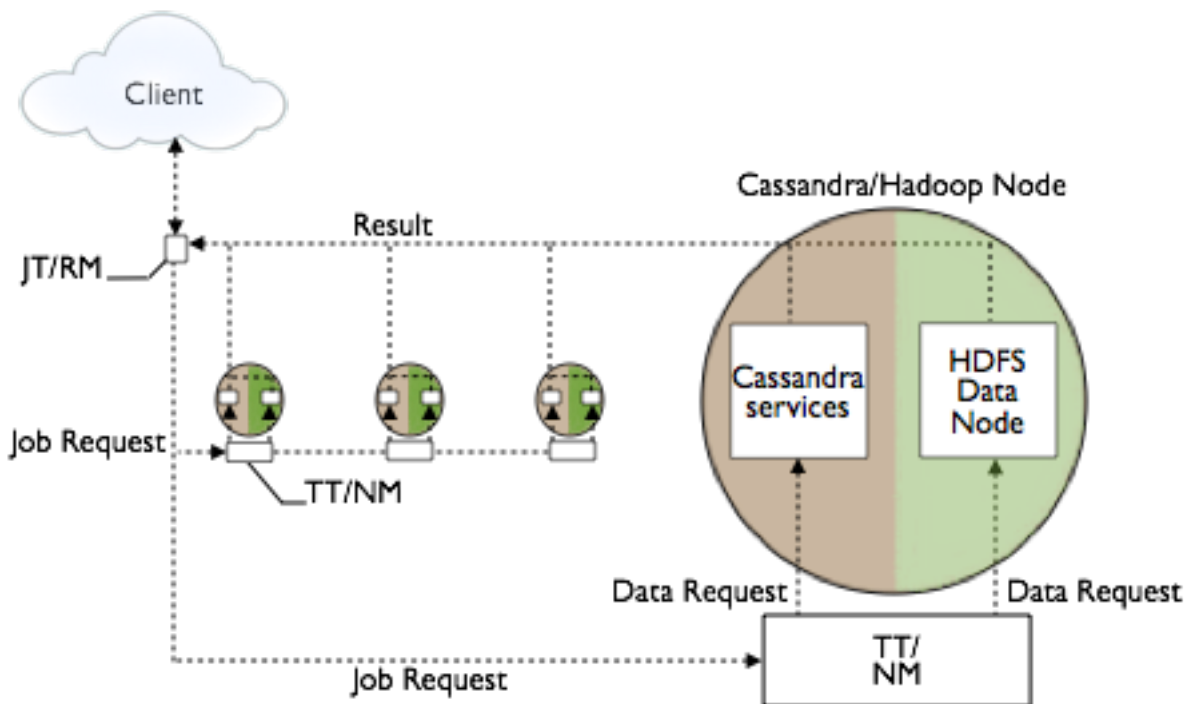 Client
Cassandra/Hadoop Node
Result
JT/RM
Cassandra
services
HDFS
Data
Node
Job Request
TT/NM
Data Request
Data Request
TT/
NM
Job Request